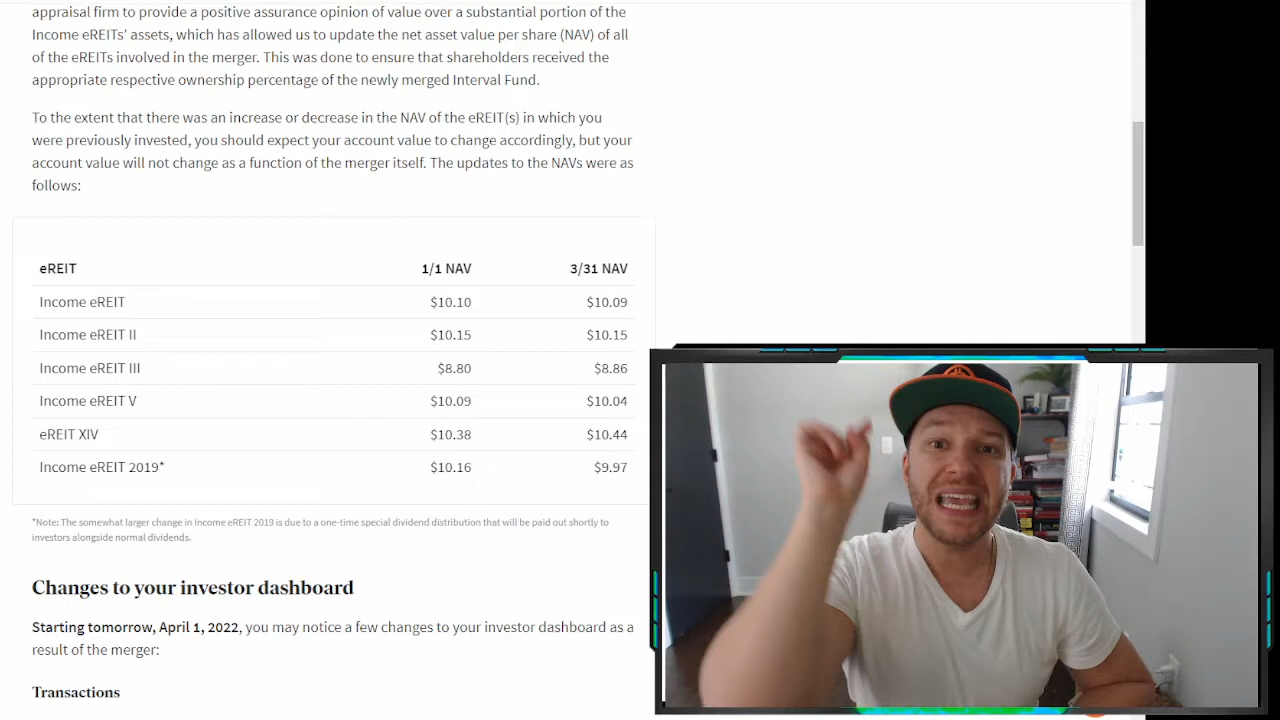 appraisal firm to provide a positive assurance opinion of value over a substantial portion of the
Income eREITs’ assets, which has allowed us to update the net asset value per share (NAV) of all
of the eREITs involved in the merger. This was done to ensure that shareholders received the
appropriate respective ownership percentage of the newly merged Interval Fund.
To the extent that there was an increase or decrease in the NAV of the eREIT(s) in which you
were previously invested, you should expect your account value to change accordingly, but your
account value will not change as a function of the merger itself. The updates to the NAVs were as
follows:
eREIT 1/1 NAV 3/31 NAV
Income eREIT $10.10 $10.09
Income eREIT II $10.15 $10.15
Income eREIT III $8.80 $8.86
Income eREIT V $10.09 $10.04
eREIT XIV $10.38 $10.44
Income eREIT 2019* $10.16 $9.97
*Note: The somewhat larger change in Income eREIT 2019 is due to a one-time special dividend distribution that will be paid out shortly to
investors alongside normal dividends.
Changes to your investor dashboard
Starting tomorrow, April 1, 2022, you may notice a few changes to your investor dashboard as a
result of the merger:
Transactions